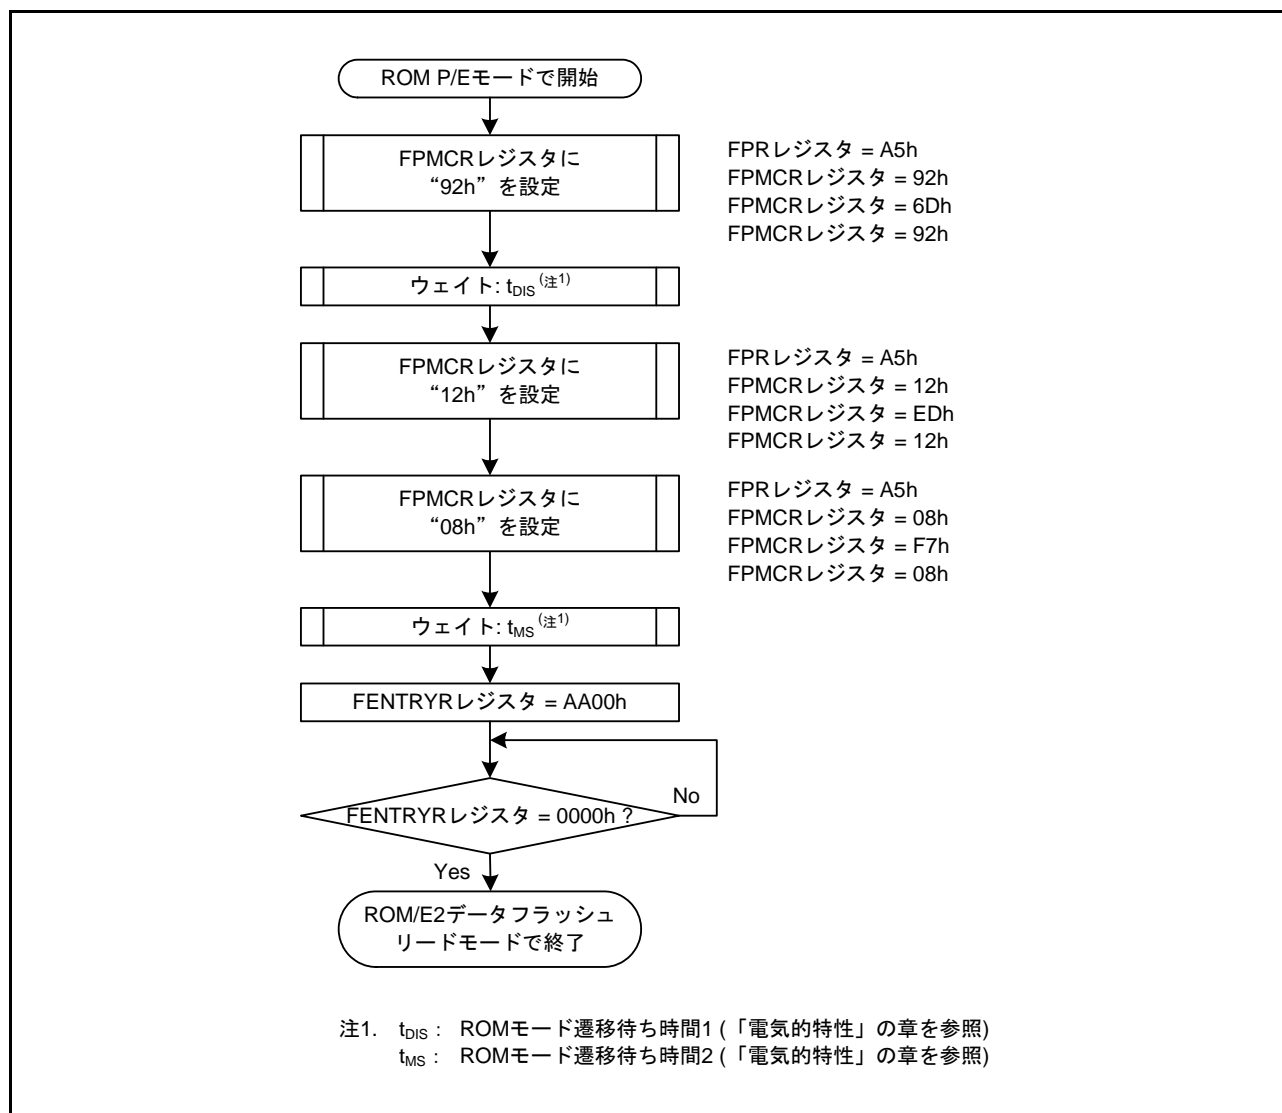 ROM P/Eモードで開始
FPMCRレジスタに
“92h”を設定
FPRレジスタ = A5h
FPMCRレジスタ = 92h
FPMCRレジスタ = 6Dh
FPMCRレジスタ = 92h
ウェイト: tDIS (注1)
FPMCRレジスタに
“12h”を設定
FPRレジスタ = A5h
FPMCRレジスタ = 12h
FPMCRレジスタ = EDh
FPMCRレジスタ = 12h
FPMCRレジスタに
“08h”を設定
FPRレジスタ = A5h
FPMCRレジスタ = 08h
FPMCRレジスタ = F7h
FPMCRレジスタ = 08h
ウェイト: tMS (注1)
FENTRYRレジスタ = AA00h
FENTRYRレジスタ = 0000h ?
No
Yes
ROM/E2データフラッシュ
リードモードで終了
注1. tDIS : ROMモード遷移待ち時間1 (「電気的特性」の章を参照)
tMS : ROMモード遷移待ち時間2 (「電気的特性」の章を参照)